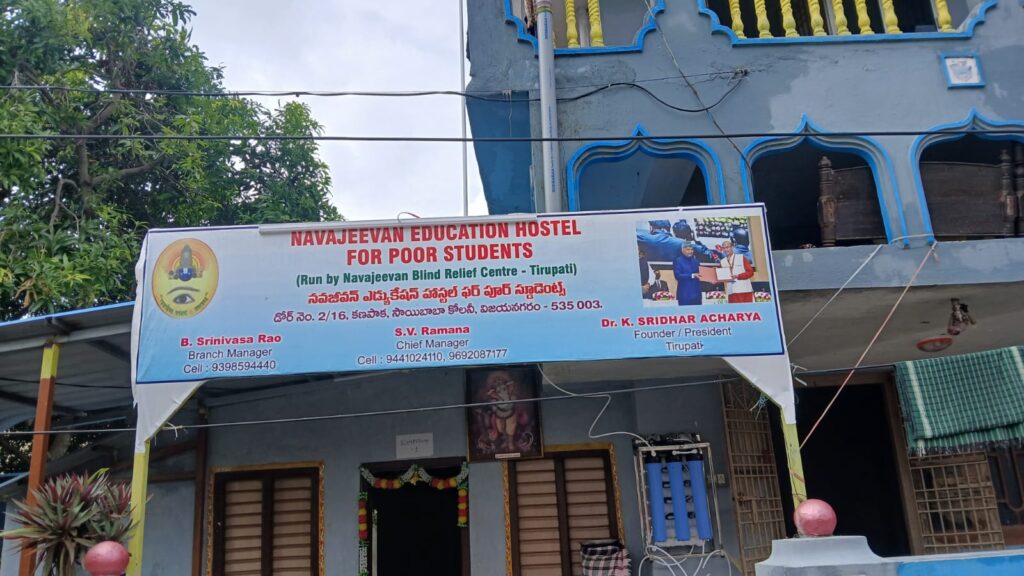 NAVAJEEVAN EDUCATION HOSTEL
FOR POOR STUDENTS
(Run by Navajeevan Blind Relief Centre - Tirupati)
నవజీవన్ ఎడ్యుకేషన్ హాస్టల్ ఫర్ పూర్ స్టూడెంట్స్
డోర్ నెం. 2/16, కణపాక, సాయిబాబా కోలనీ, విజయనగరం - 535 003.
B. Srinivasa Rao
Branch Manager
Cell : 9398594440
S.V. Ramana
Chief Manager
Cell : 9441024110, 9692087177
Dr. K. SRIDHAR ACHARYA
Founder / President
Tirupati